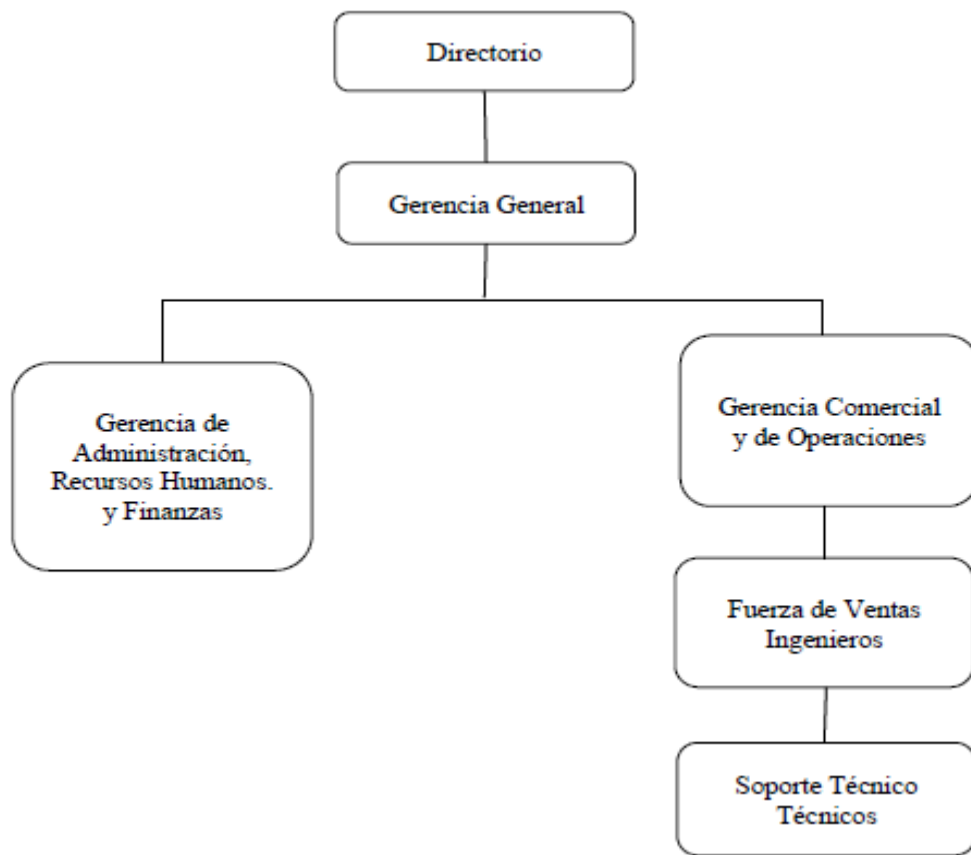 Directorio
Gerencia General
Gerencia de
Administración,
Recursos Humanos.
y Finanzas
Gerencia Comercial
y de Operaciones
Fuerza de Ventas
Ingenieros
Soporte Técnico
Técnicos